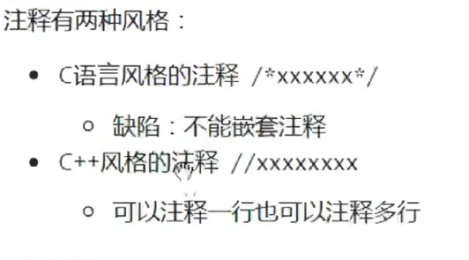 注释有两种风格：
• C语言风格的注释 /*xxxxxx*/
○ 缺陷：不能嵌套注释
• C++风格的注释 //xxxxxxxx
○ 可以注释一行也可以注释多行